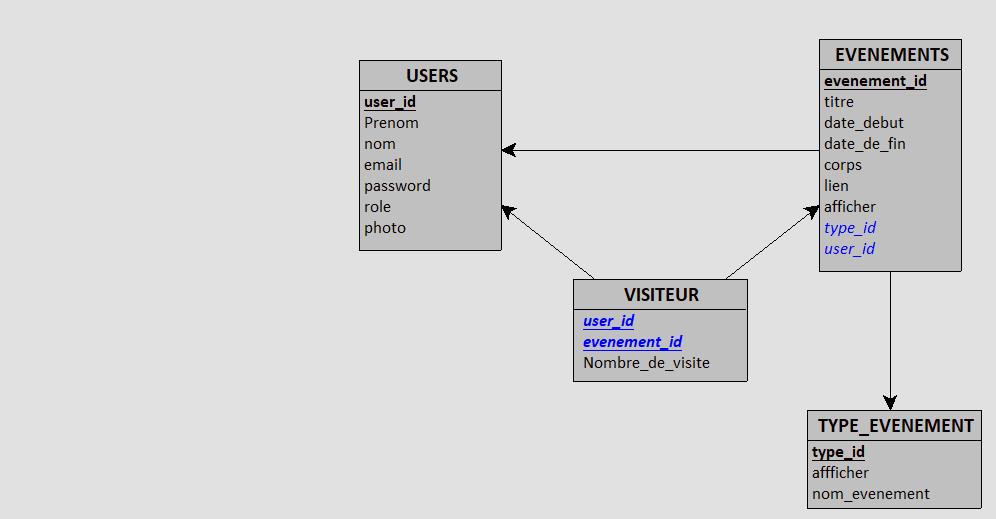 USERS
user_id
Prenom
nom
email
password
role
photo
EVENEMENTS
evenement_id
titre
date_debut
date_de_fin
corps
lien
afficher
type_id
user_id
VISITEUR
user_id
evenement_id
Nombre_de_visite
TYPE_EVENEMENT
type_id
affficher
nom_evenement